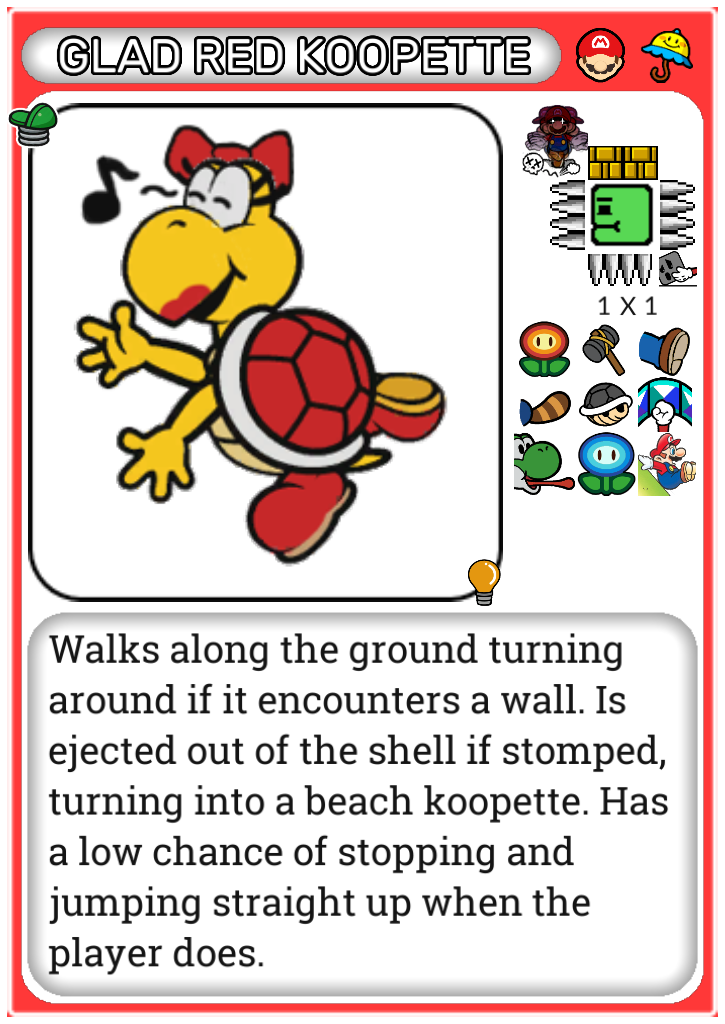 GLAD RED KOOPETTE
1 X 1
Walks along the ground turning
around if it encounters a wall. Is
ejected out of the shell if stomped,
turning into a beach koopette. Has
a low chance of stopping and
jumping straight up when the
player does.